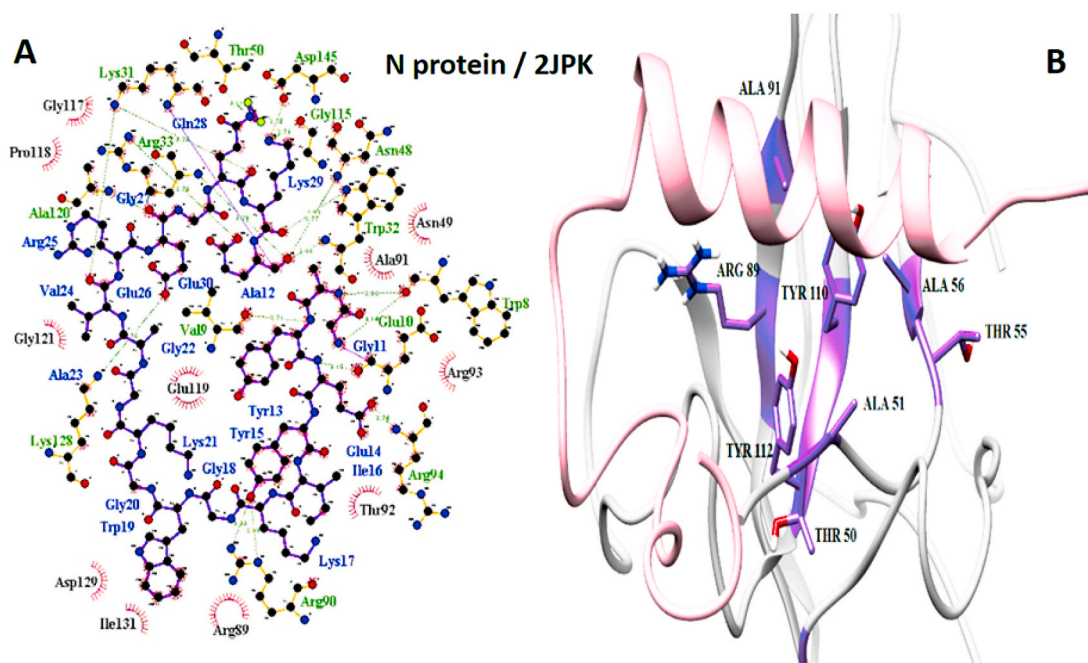 A
N protein / 2JPK
B
Thr50
Asp145
Lys31
Gly117
Gln28
Gly115
Arg33
Asn48
Pro118
Lys29
Gly27
Ala120
Trp32
Asn49
Arg25
Ala91
Val24
Glu26
Glu30
Ala12
Trp8
Val9
Glu10
Gly121
Gly22
Gly11
Ala23
Glu119
Arg93
Tyr13
Lys128
Tyr15
Lys21
Glu14
Gly18
Ile16
Arg94
Gly20
Trp19
Thr92
Lys17
Asp129
Arg90
Ile131
Arg89
ALA 91
ARG 89
TYR 110
ALA 56
THR 55
ALA 51
TYR 112
THR 50